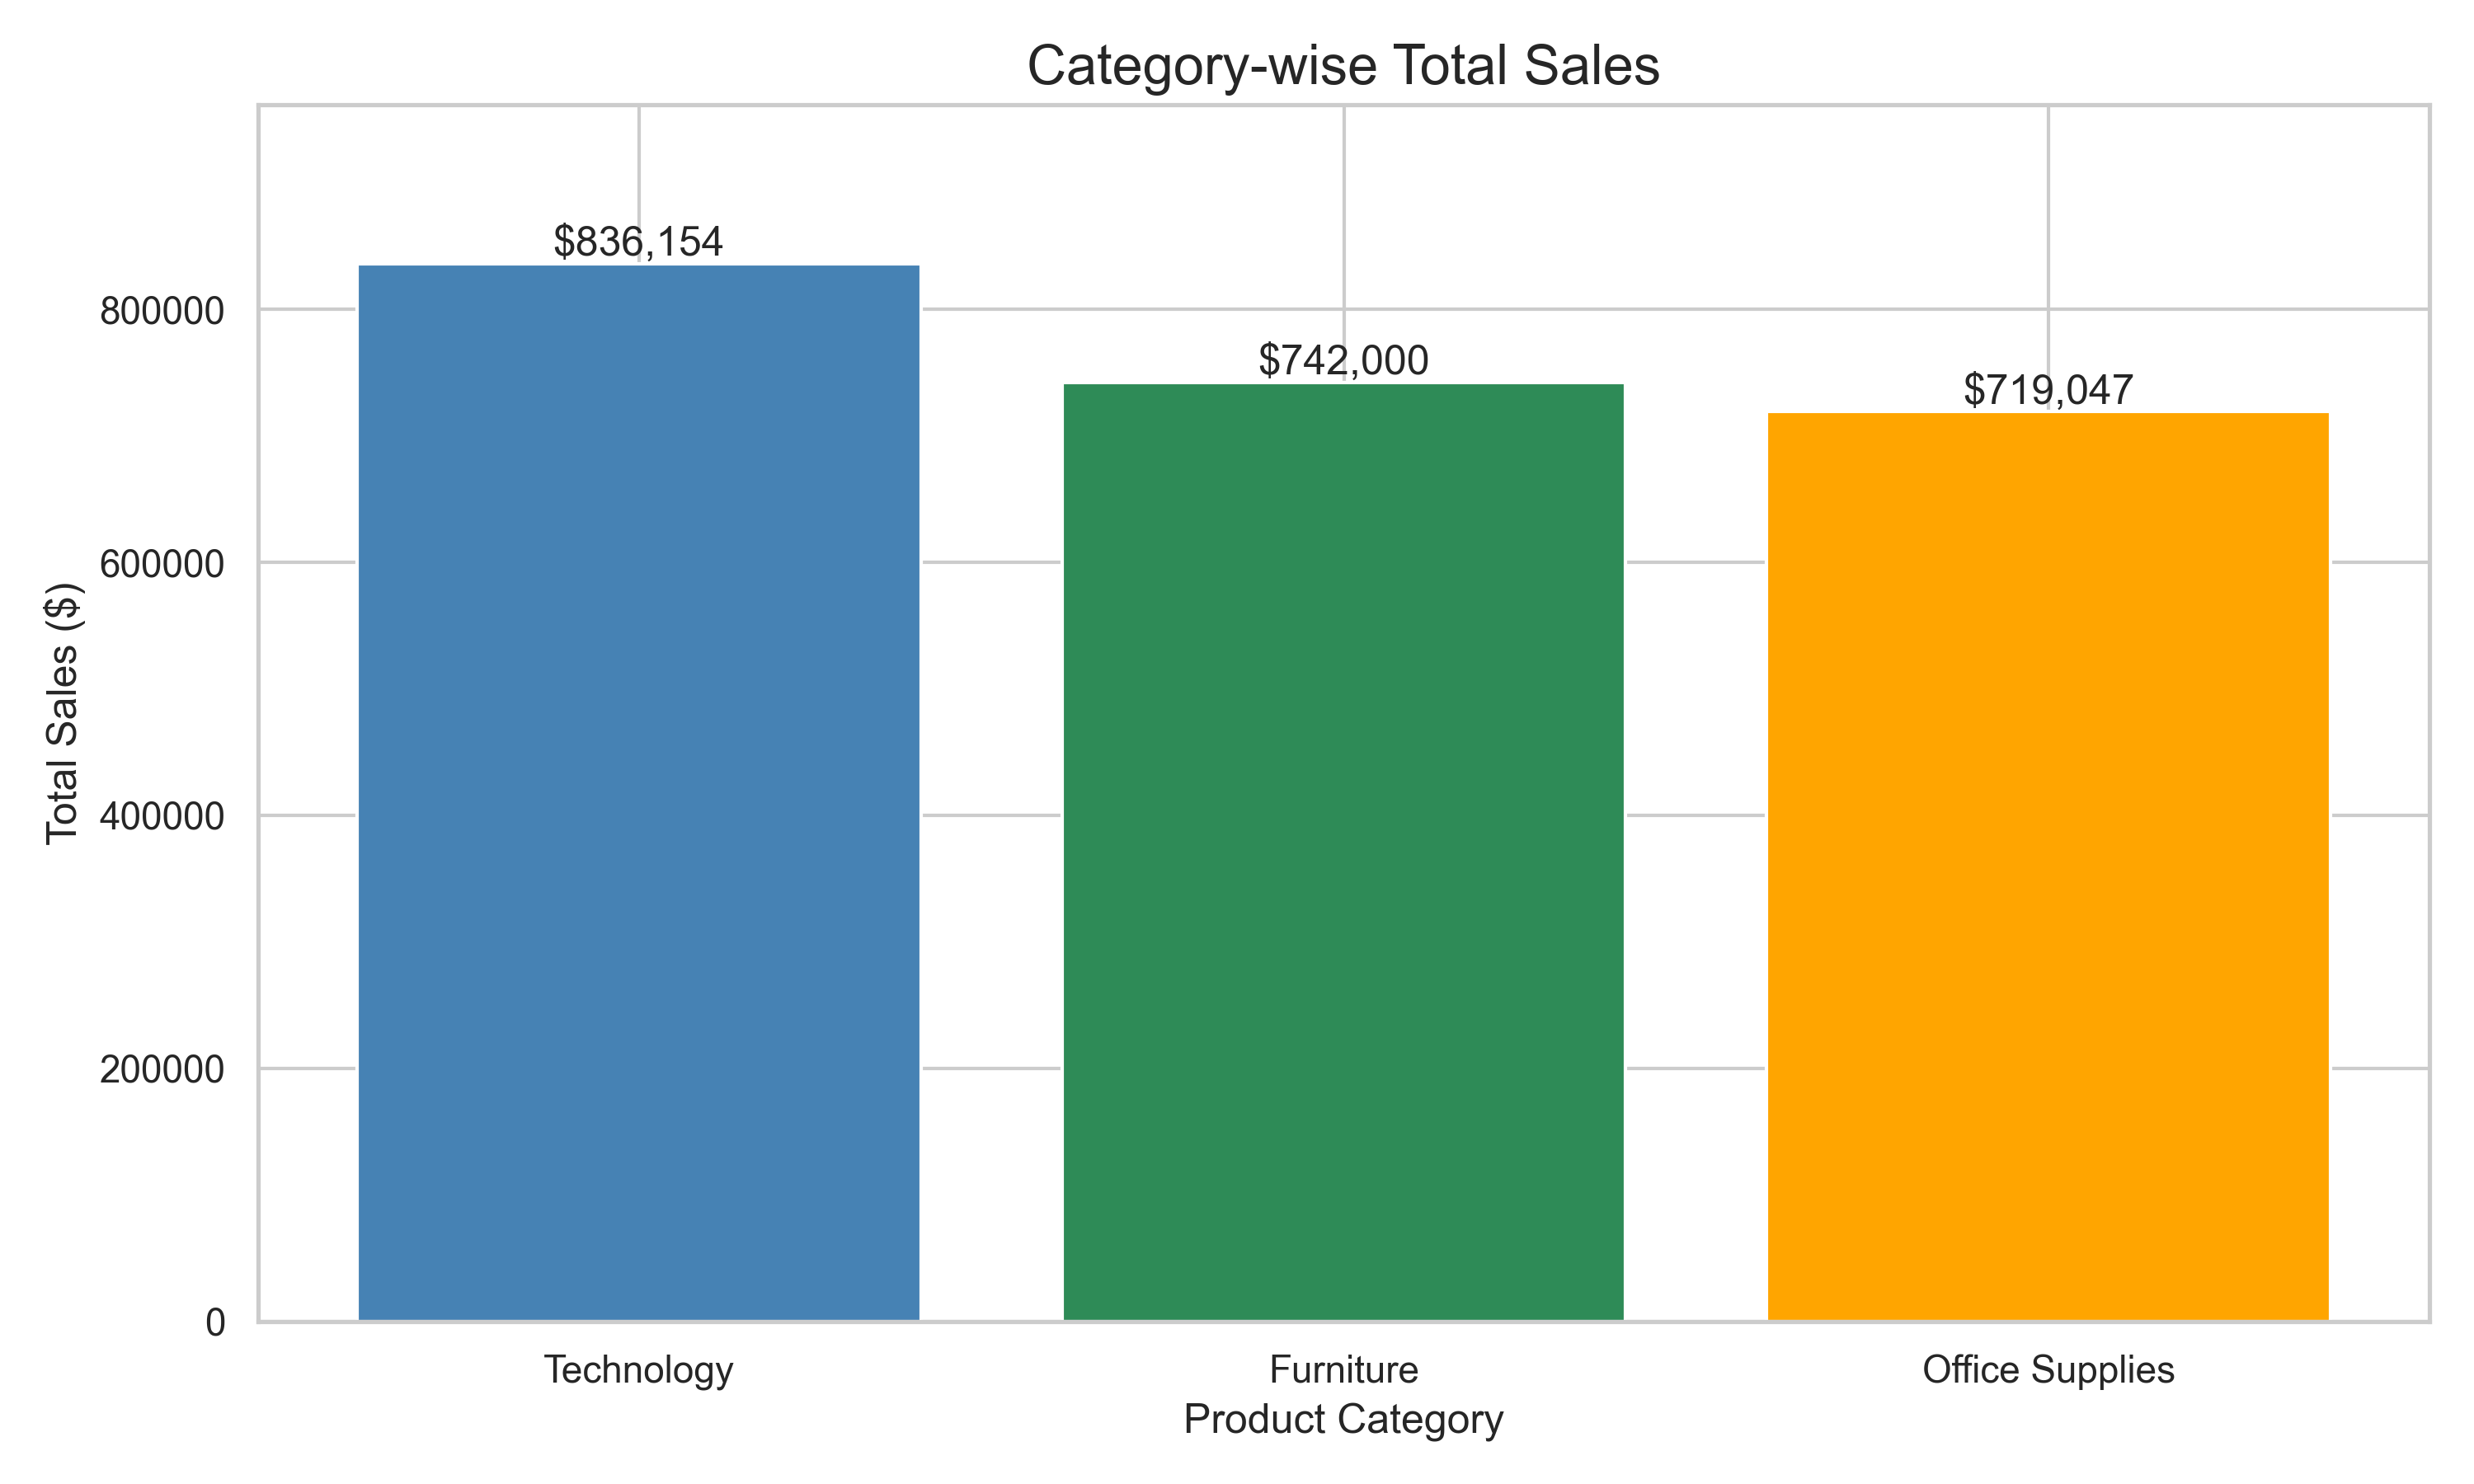 Category-wise Total Sales
$836,154
$742,000
$719,047
800000
600000
400000
200000
0
Total Sales ($)
Technology
Furniture
Office Supplies
Product Category